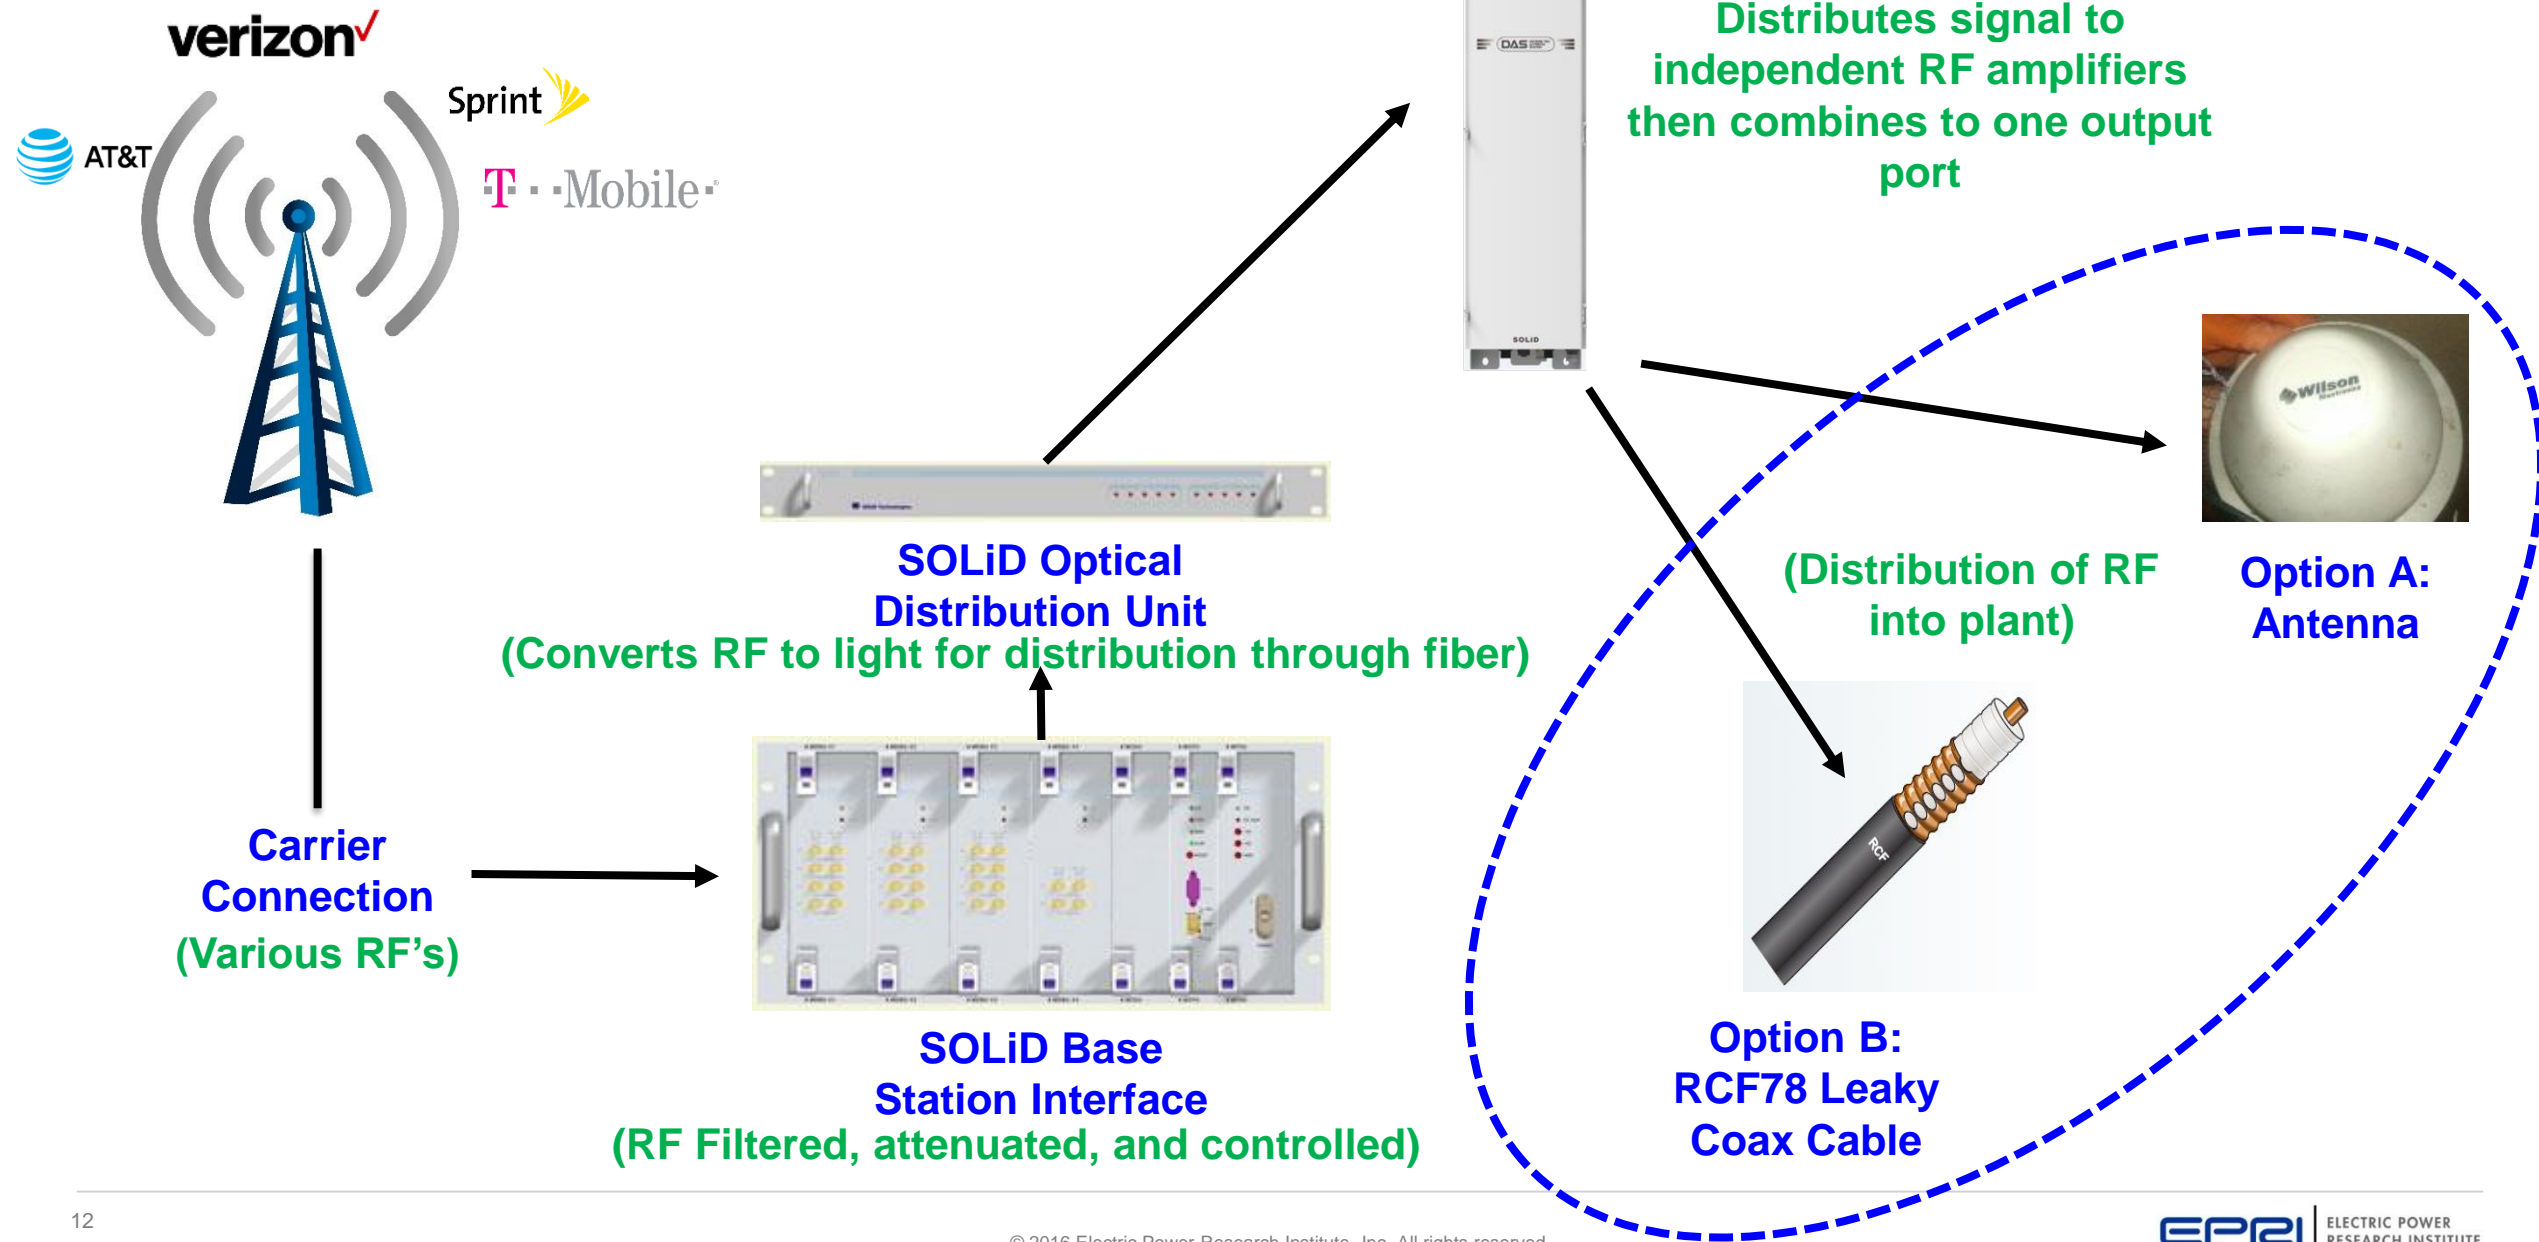 verizon
Sprint
AT&T
T··Mobile·
DAS
SOLiD
Distributes signal to
independent RF amplifiers
then combines to one output
port
Wilson
Electronics
SOLiD Optical
Distribution Unit
(Converts RF to light for distribution through fiber)
(Distribution of RF
into plant)
Option A:
Antenna
Carrier
Connection
(Various RF's)
RCF
SOLiD Base
Station Interface
(RF Filtered, attenuated, and controlled)
Option B:
RCF78 Leaky
Coax Cable
12
© 2016 Electric Power Research Institute, Inc. All rights reserved.
EPRI
ELECTRIC POWER
RESEARCH INSTITUTE